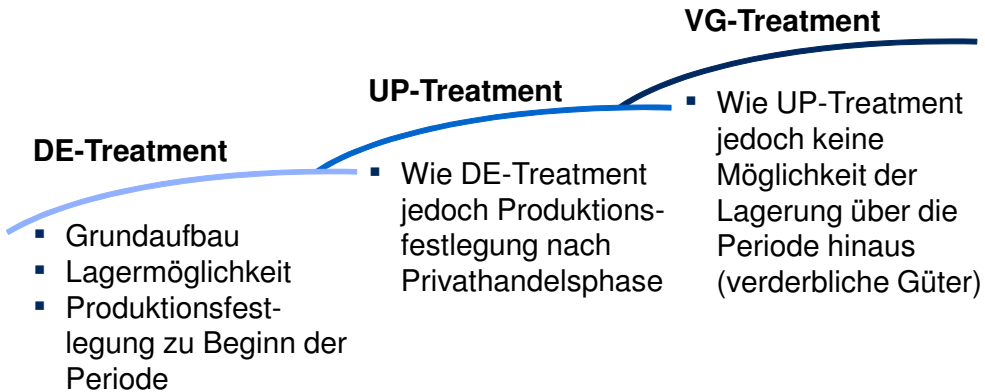 DE-Treatment
▪ Grundaufbau
▪ Lagermöglichkeit
▪ Produktionsfest-
legung zu Beginn der
Periode
UP-Treatment
▪ Wie DE-Treatment
jedoch Produktions-
festlegung nach
Privathandelsphase
VG-Treatment
▪ Wie UP-Treatment
jedoch keine
Möglichkeit der
Lagerung über die
Periode hinaus
(verderbliche Güter)